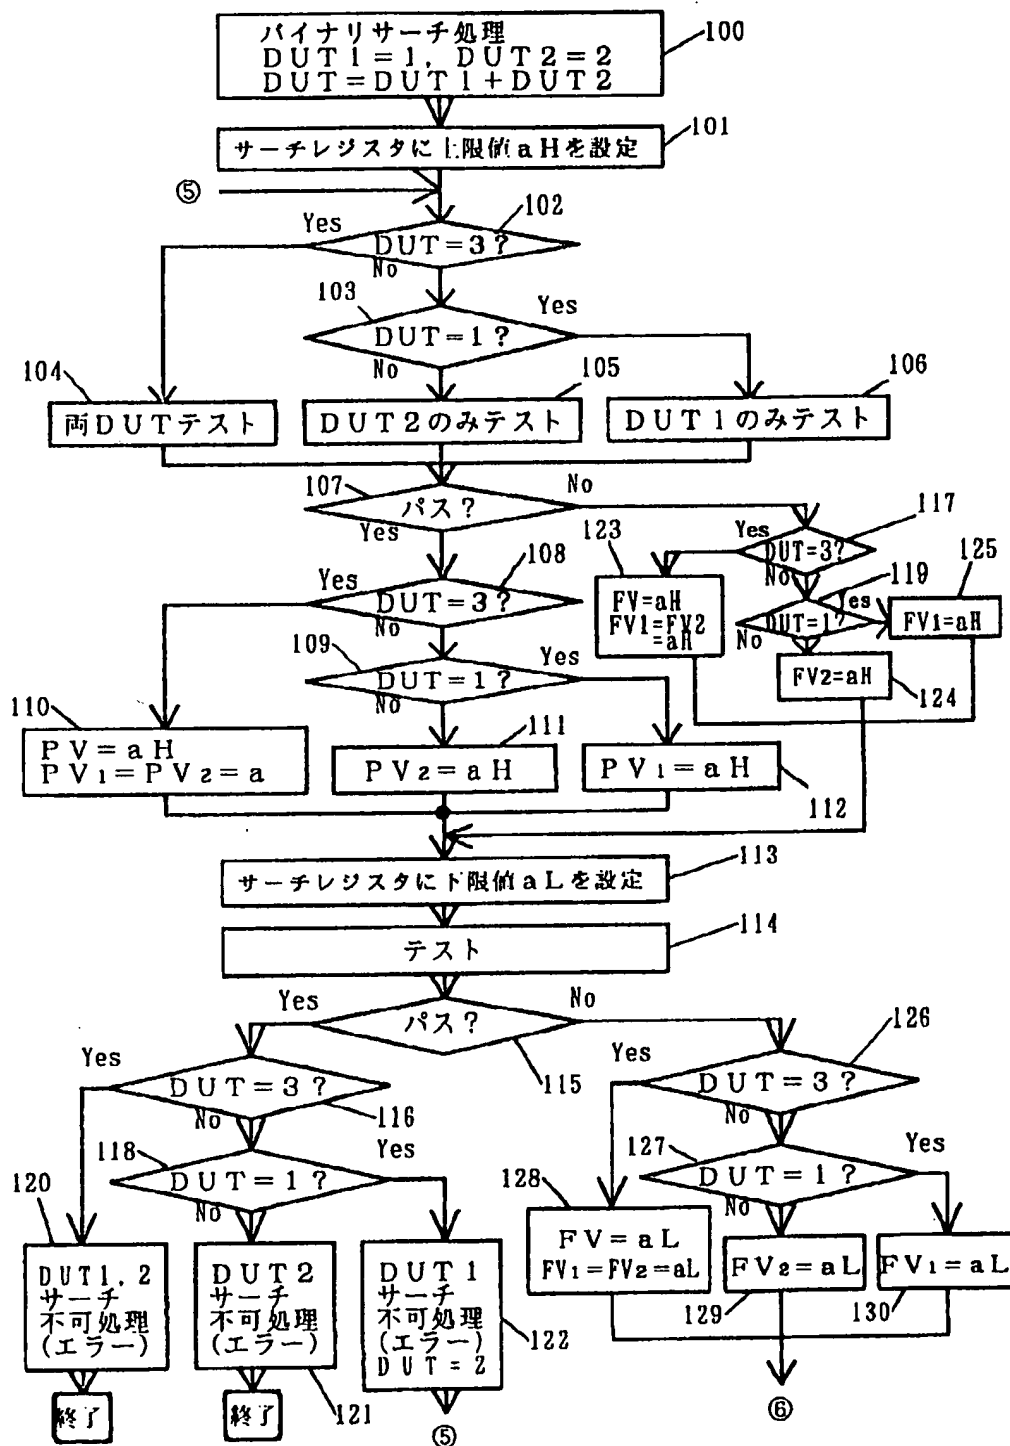 バイナリサーチ処理
DUT1=1, DUT2=2
DUT=DUT1+DUT2
100
サーチレジスタに上限値aHを設定
101
⑤
Yes
DUT=3?
102
No
103
DUT=1?
Yes
No
104
両DUTテスト
105
DUT2のみテスト
106
DUT1のみテスト
107
パス?
No
Yes
117
Yes
DUT=3?
No
123
FV=aH
FV1=FV2
=aH
119
DUT=1?
Yes
No
125
FV1=aH
FV2=aH
124
108
Yes
DUT=3?
No
109
DUT=1?
Yes
No
110
PV=aH
PV1=PV2=a
111
PV2=aH
PV1=aH
112
サーチレジスタに下限値aLを設定
113
テスト
114
Yes
パス?
No
115
Yes
DUT=3?
116
No
126
Yes
DUT=3?
No
118
DUT=1?
Yes
No
127
DUT=1?
Yes
No
120
DUT1,2
サーチ
不可処理
(エラー)
終了
DUT2
サーチ
不可処理
(エラー)
121
終了
DUT1
サーチ
不可処理
(エラー)
DUT=2
122
⑤
128
FV=aL
FV1=FV2=aL
FV2=aL
129
FV1=aL
130
⑥